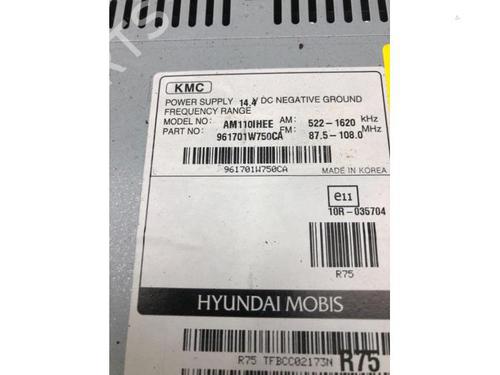 KMC
POWER SUPPLY 14.4V DC NEGATIVE GROUND
FREQUENCY RANGE
MODEL NO: AM110IHEE AM: 522-1620 kHz
PART NO: 961701W750CA FM: 87.5-108.0 MHz
961701W750CA MADE IN KOREA
e11
10R-035704
R75
HYUNDAI MOBIS
R75 TFBCC02173N R75